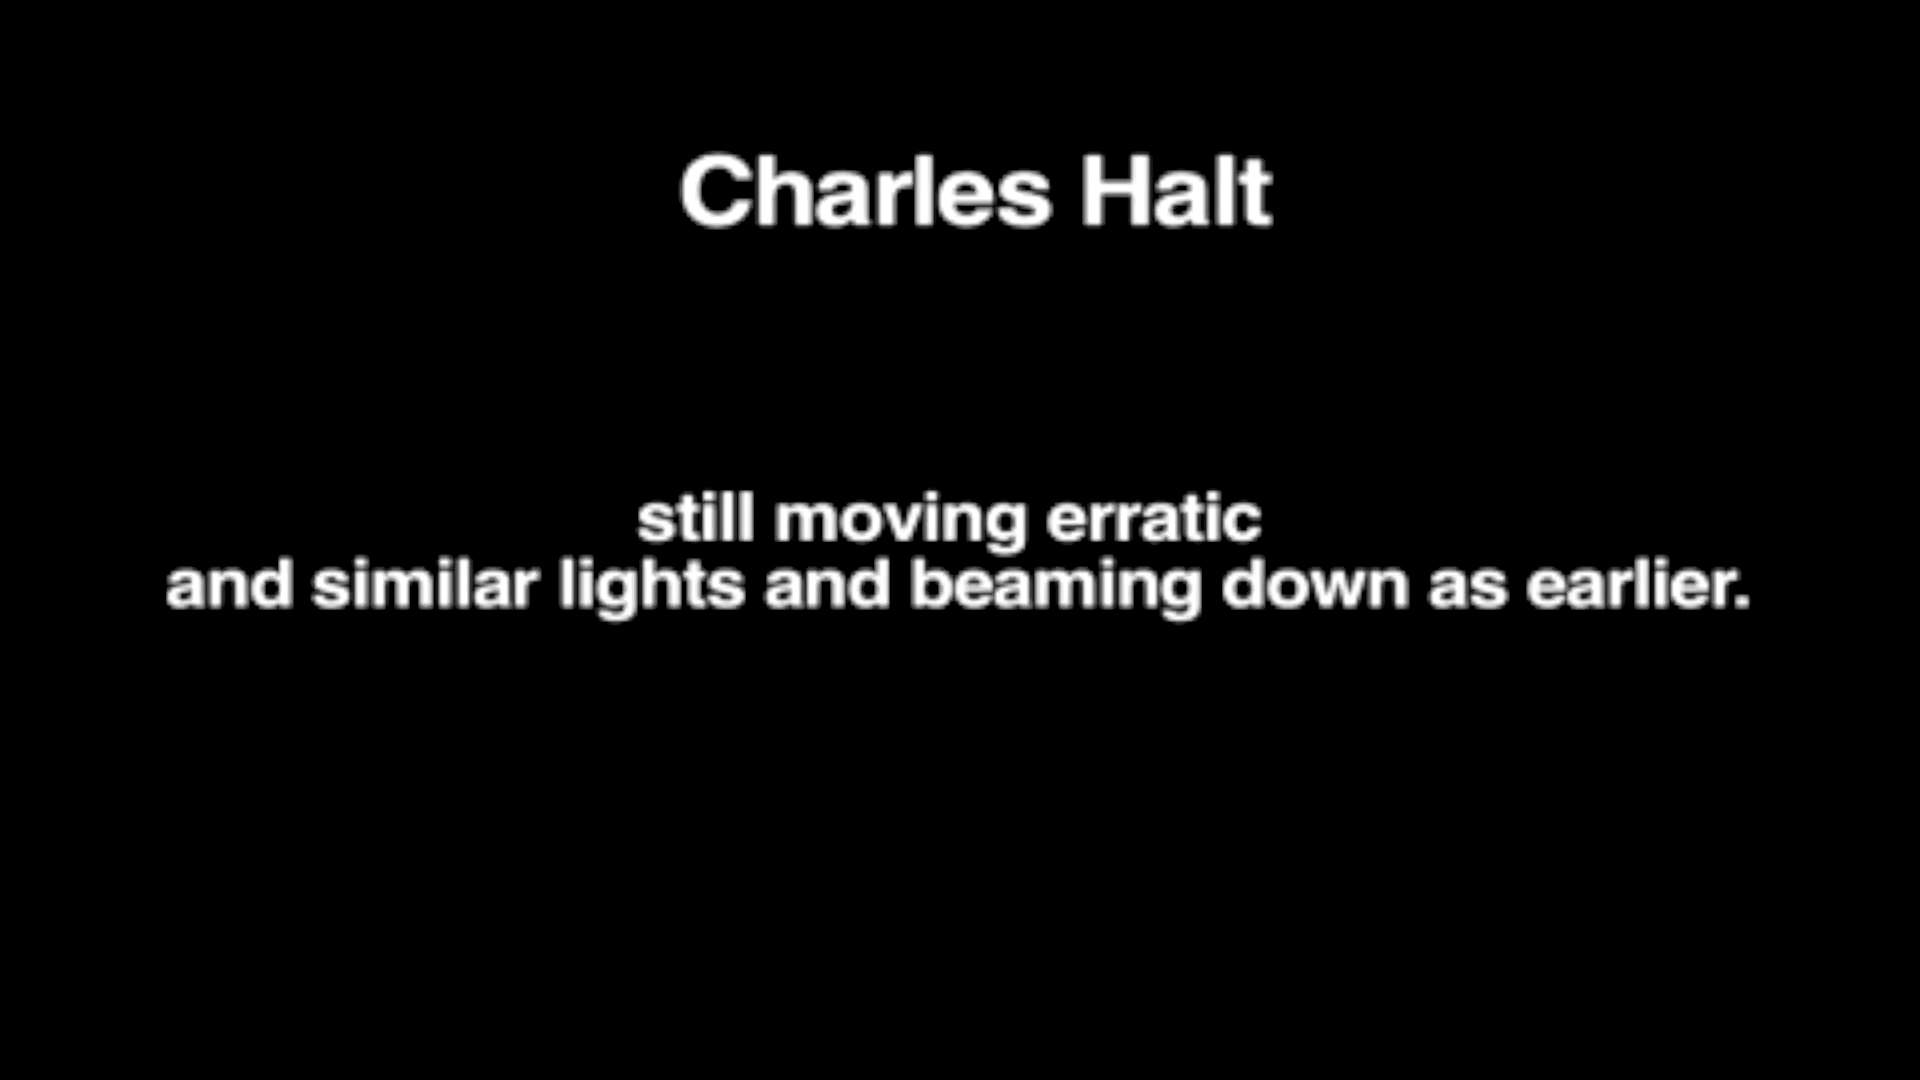 Charles Halt
still moving erratic
and similar lights and beaming down as earlier.